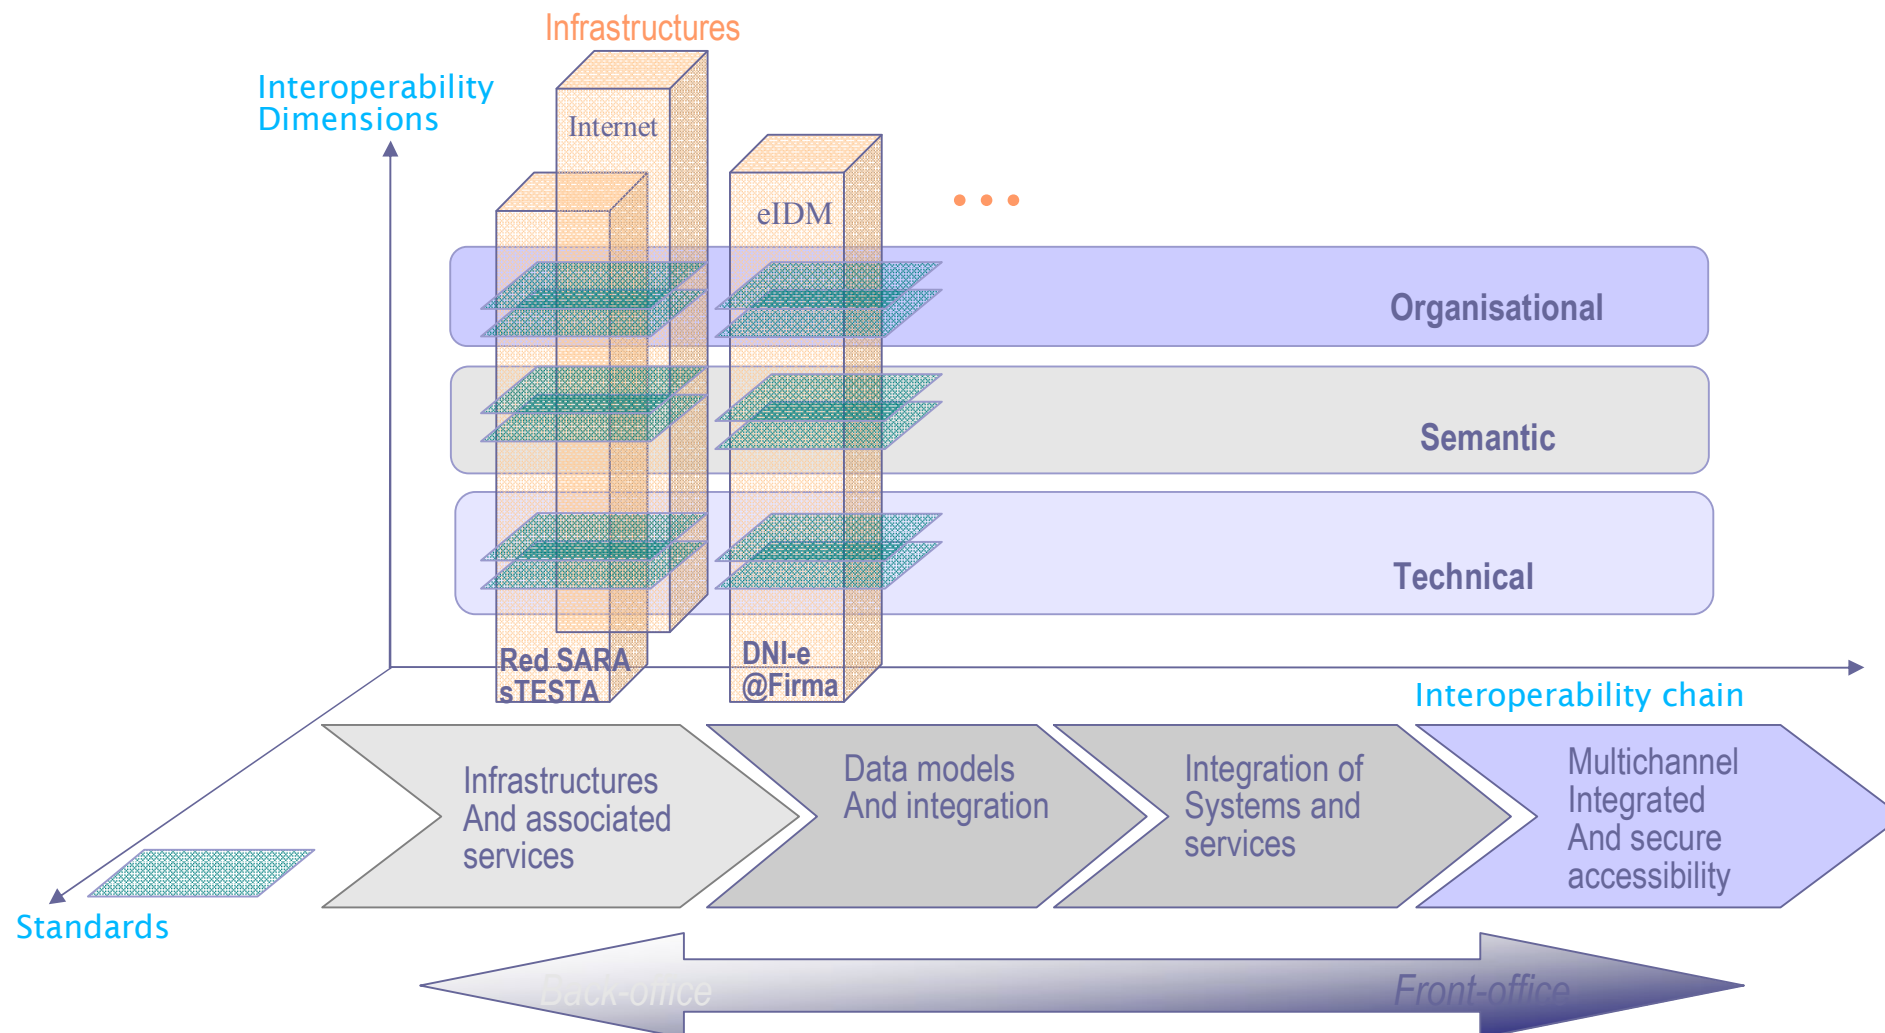 Infrastructures
Interoperability
Dimensions
Internet
eIDM
...
Organisational
Semantic
Technical
Red SARA
sTESTA
DNI-e
@Firma
Interoperability chain
Infrastructures
And associated
services
Data models
And integration
Integration of
Systems and
services
Multichannel
Integrated
And secure
accessibility
Standards
Back-office
Front-office